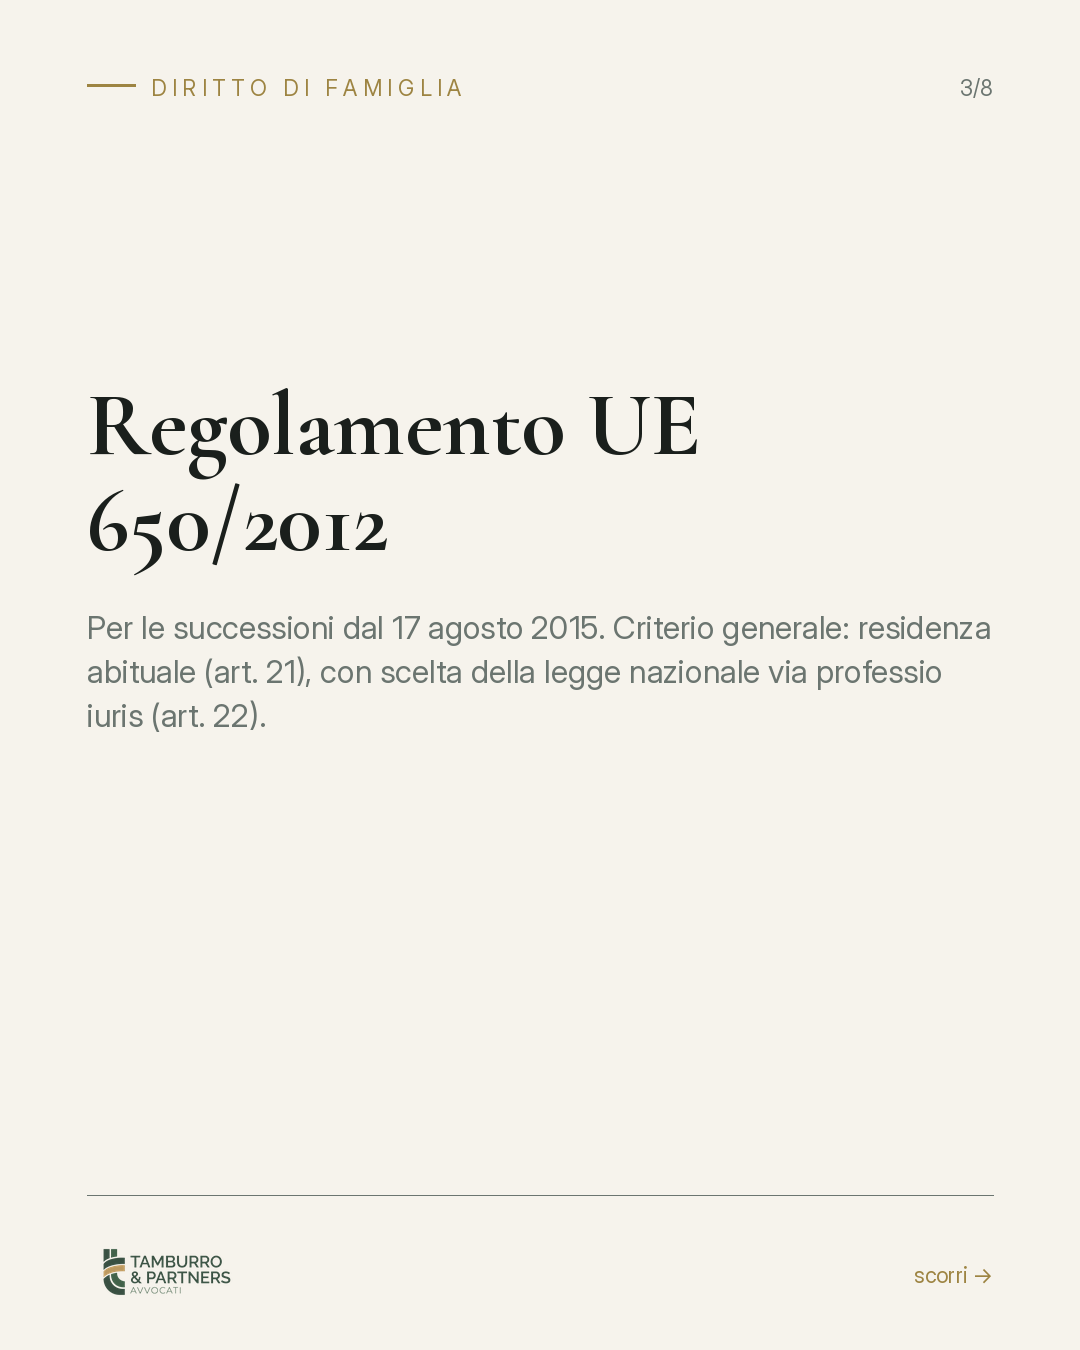 DIRITTO DI FAMIGLIA
3/8
Regolamento UE
650/2012
Per le successioni dal 17 agosto 2015. Criterio generale: residenza
abituale (art. 21), con scelta della legge nazionale via professio
iuris (art. 22).
TAMBURRO
& PARTNERS
AVVOCATI
scorri →